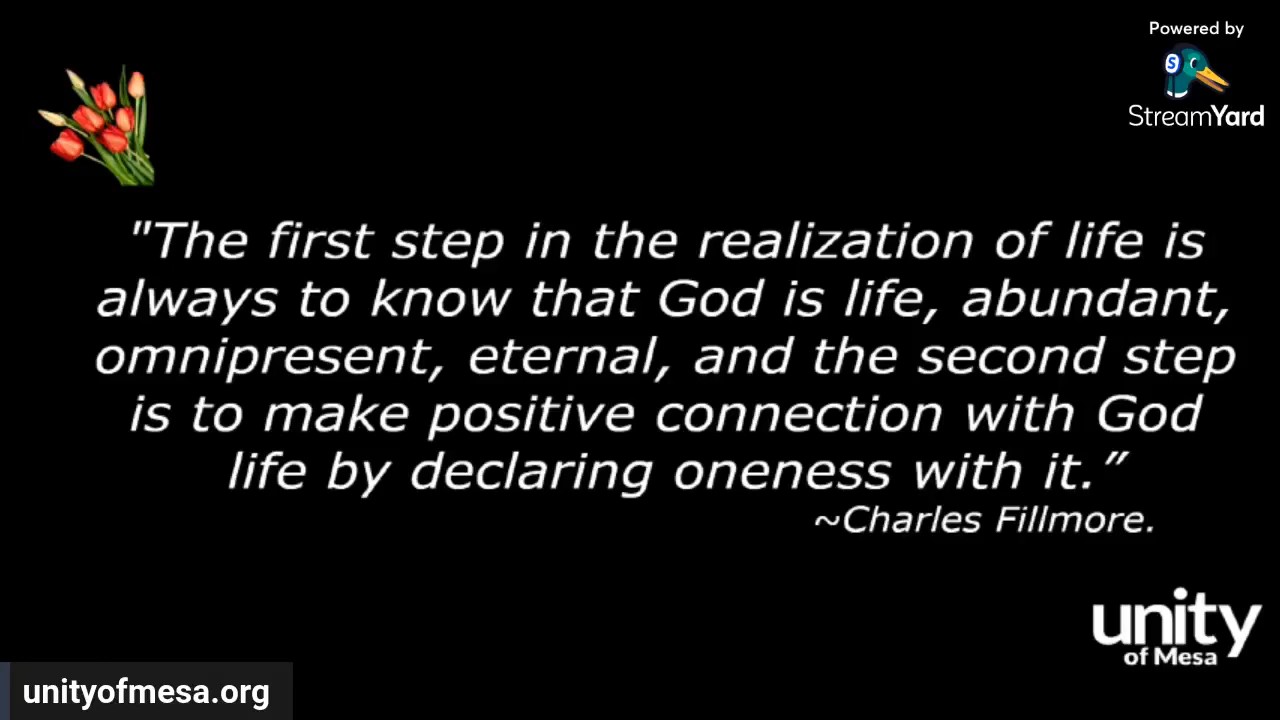 Powered by
S
StreamYard
"The first step in the realization of life is
always to know that God is life, abundant,
omnipresent, eternal, and the second step
is to make positive connection with God
life by declaring oneness with it.”
~Charles Fillmore.
unity
of Mesa
unityofmesa.org